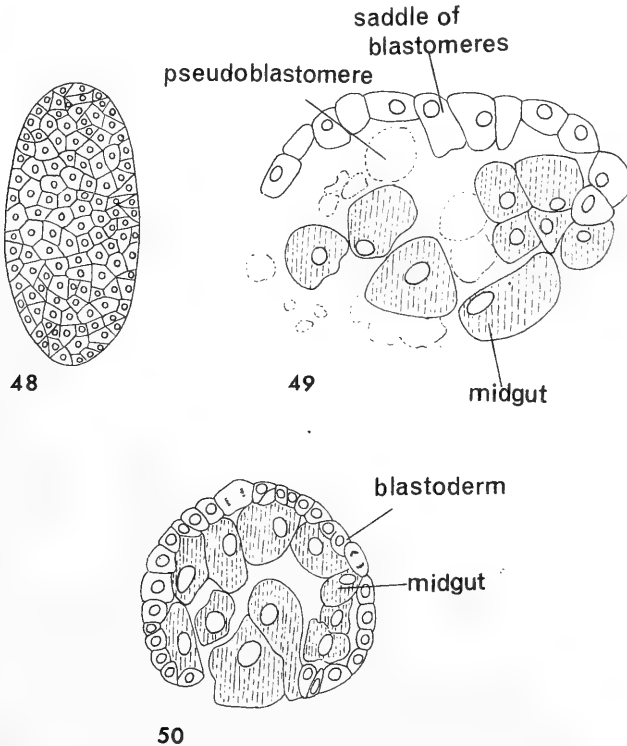 saddle of
blastomeres
pseudoblastomere
48
49
midgut
blastoderm
midgut
50